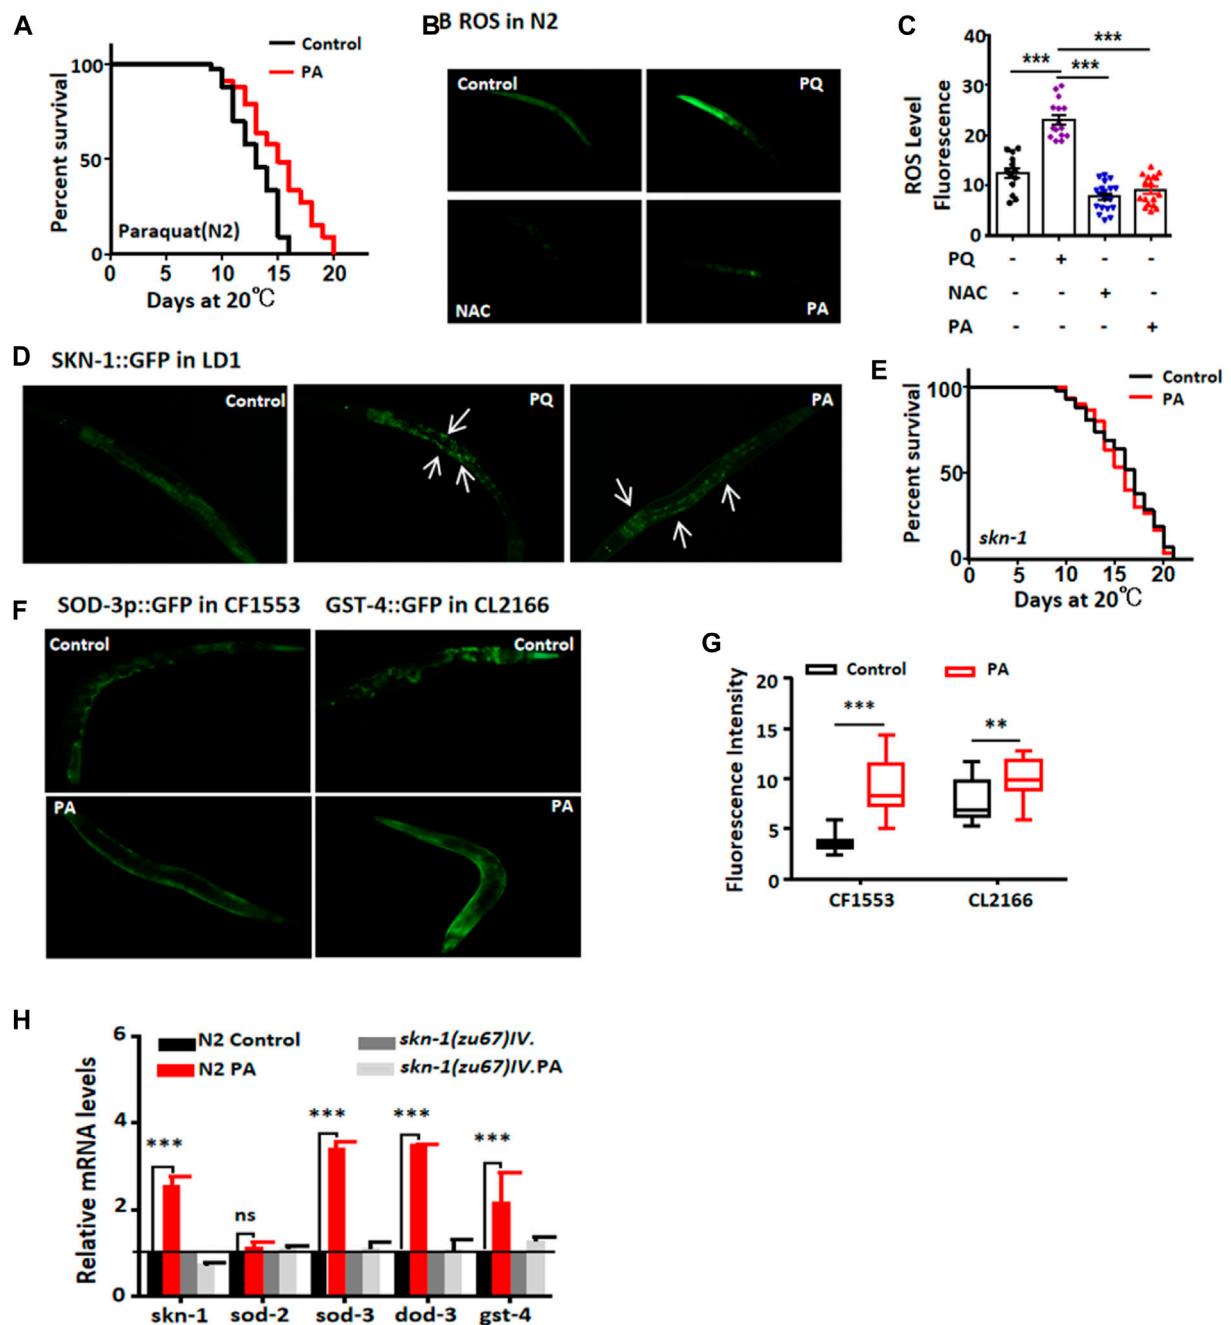 A
Control
PA
100
50
0
Percent survival
Paraquat(N2)
0 5 10 15 20
Days at 20℃
B B ROS in N2
Control
PQ
NAC
PA
C
40
30
20
10
0
ROS Level
Fluorescence
***
*** ***
PQ - + - -
NAC - - + -
PA - - - +
D SKN-1::GFP in LD1
Control
PQ
PA
E
Control
PA
100
50
0
Percent survival
skn-1
0 5 10 15 20
Days at 20℃
F SOD-3p::GFP in CF1553 GST-4::GFP in CL2166
Control
Control
PA
PA
G
Control PA
20
15
10
5
0
Fluorescence Intensity
***
**
CF1553 CL2166
H
6
4
2
0
Relative mRNA levels
N2 Control skn-1(zu67)IV.
N2 PA skn-1(zu67)IV.PA
*** ns *** *** ***
skn-1 sod-2 sod-3 dod-3 gst-4